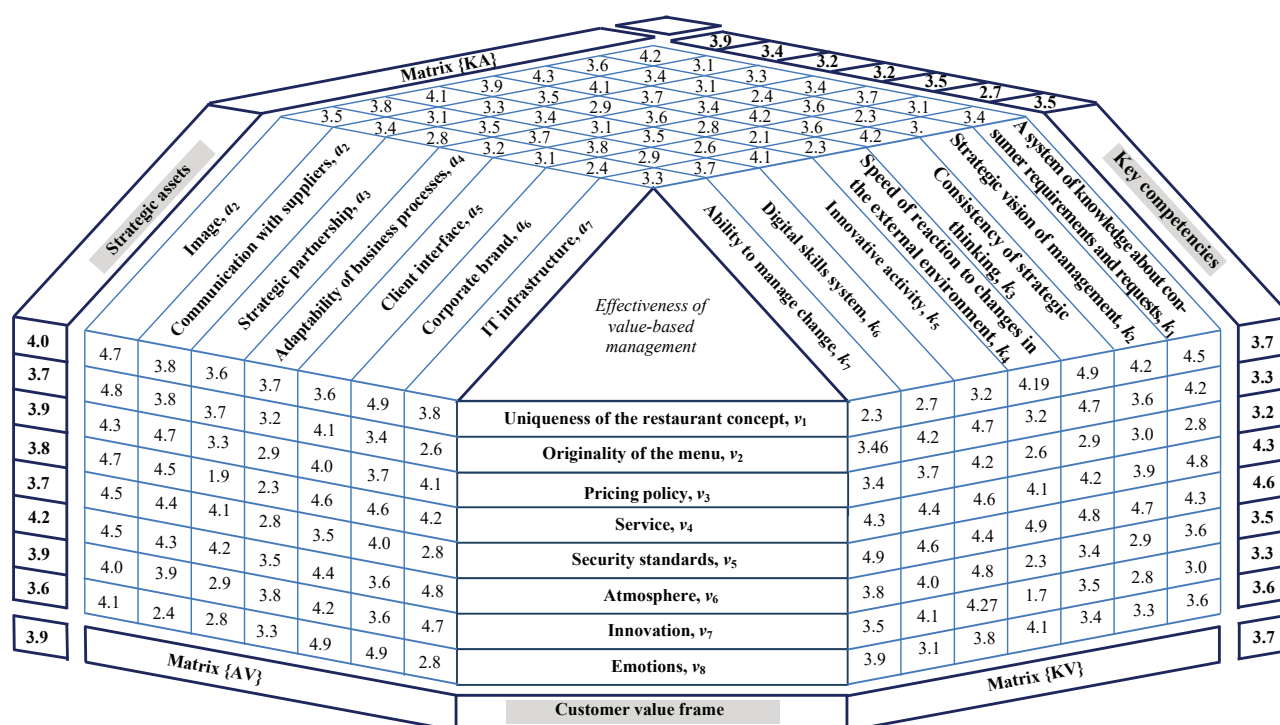 Matrix {KA}
3.9 3.4 3.2 3.2 3.5 2.7 3.5
4.2
3.6 3.1
4.3 3.4 3.3
3.9 4.1 3.1 3.4
4.1 3.5 3.7 2.4 3.7
3.8 3.3 2.9 3.4 3.6 3.1
3.5 3.1 3.4 3.6 4.2 2.3 3.4
3.4 3.5 3.1 2.8 3.6 3.
2.8 3.7 3.5 2.1 4.2
3.2 3.8 2.6 2.3
3.1 2.9 4.1
2.4 3.7
3.3
Strategic assets
Image, a2
Communication with suppliers, a2
Strategic partnership, a3
Adaptability of business processes, a4
Client interface, a5
Corporate brand, a6
IT infrastructure, a7
Effectiveness of
value-based
management
Ability to manage change, k7
Digital skills system, k6
Innovative activity, k5
Speed of reaction to changes in
the external environment, k4
Consistency of strategic
thinking, k3
Strategic vision of management, k2
A system of knowledge about con-
sumer requirements and requests, k1
Key competencies
4.0 4.7 3.8 3.6 3.7 3.6 4.9 3.8 Uniqueness of the restaurant concept, v1 2.3 2.7 3.2 4.19 4.9 4.2 4.5 3.7
3.7 4.8 3.8 3.7 3.2 4.1 3.4 2.6 Originality of the menu, v2 3.46 4.2 4.7 3.2 4.7 3.6 4.2 3.3
3.9 4.3 4.7 3.3 2.9 4.0 3.7 4.1 Pricing policy, v3 3.4 3.7 4.2 2.6 2.9 3.0 2.8 3.2
3.8 4.7 4.5 1.9 2.3 4.6 4.6 4.2 Service, v4 4.3 4.4 4.6 4.1 4.2 3.9 4.8 4.3
3.7 4.5 4.4 4.1 2.8 3.5 4.0 2.8 Security standards, v5 4.9 4.6 4.4 4.9 4.8 4.7 4.3 4.6
4.2 4.5 4.3 4.2 3.5 4.4 3.6 4.8 Atmosphere, v6 3.8 4.0 4.8 2.3 3.4 2.9 3.6 3.5
3.9 4.0 3.9 2.9 3.8 4.2 3.6 4.7 Innovation, v7 3.5 4.1 4.27 1.7 3.5 2.8 3.0 3.3
3.6 4.1 2.4 2.8 3.3 4.9 4.9 2.8 Emotions, v8 3.9 3.1 3.8 4.1 3.4 3.3 3.6 3.6
3.9 Matrix {AV} Matrix {KV} 3.7
Customer value frame